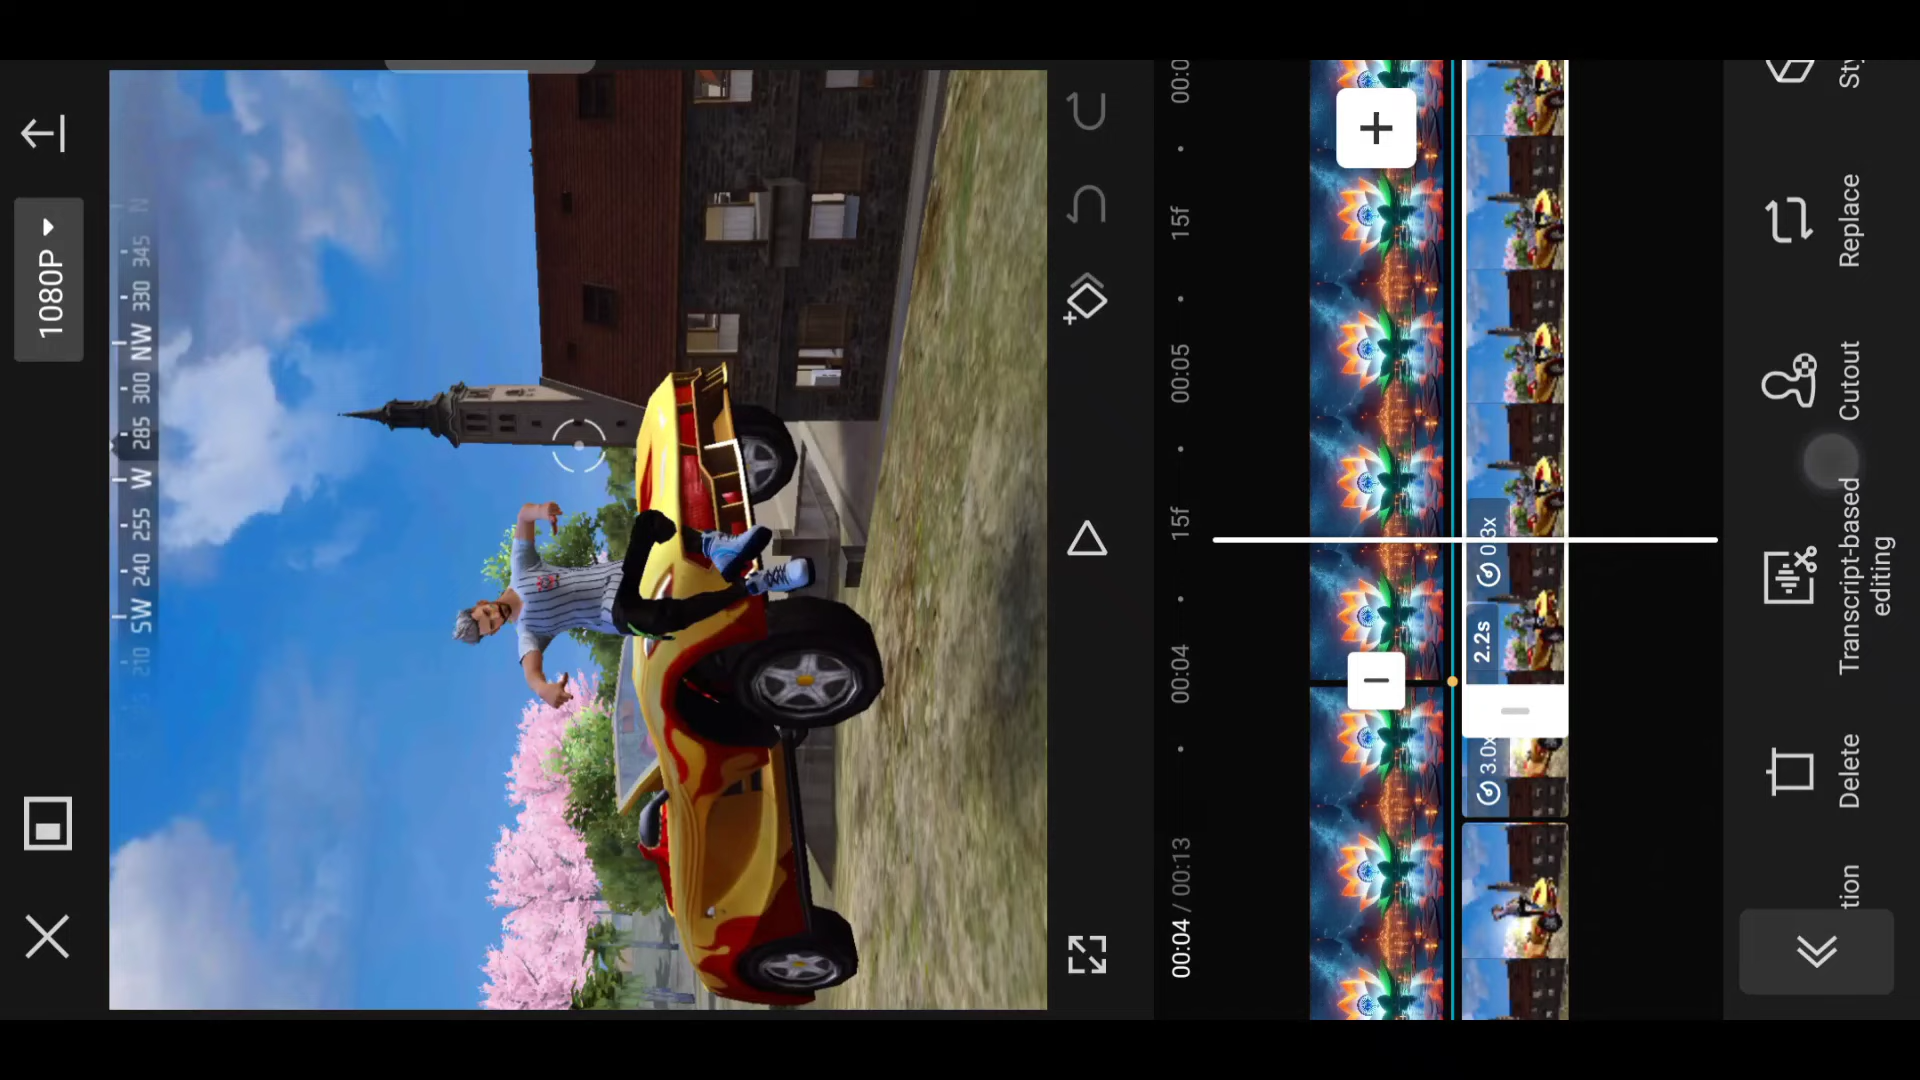 1080P
N
345
330
NW
300
285
W
255
240
SW
210
00:04 / 00:13
00:04
15f
00:05
15f
00:0
3.0x
2.2s
0.3x
tion
Delete
Transcript-based
editing
Cutout
Replace
Sty